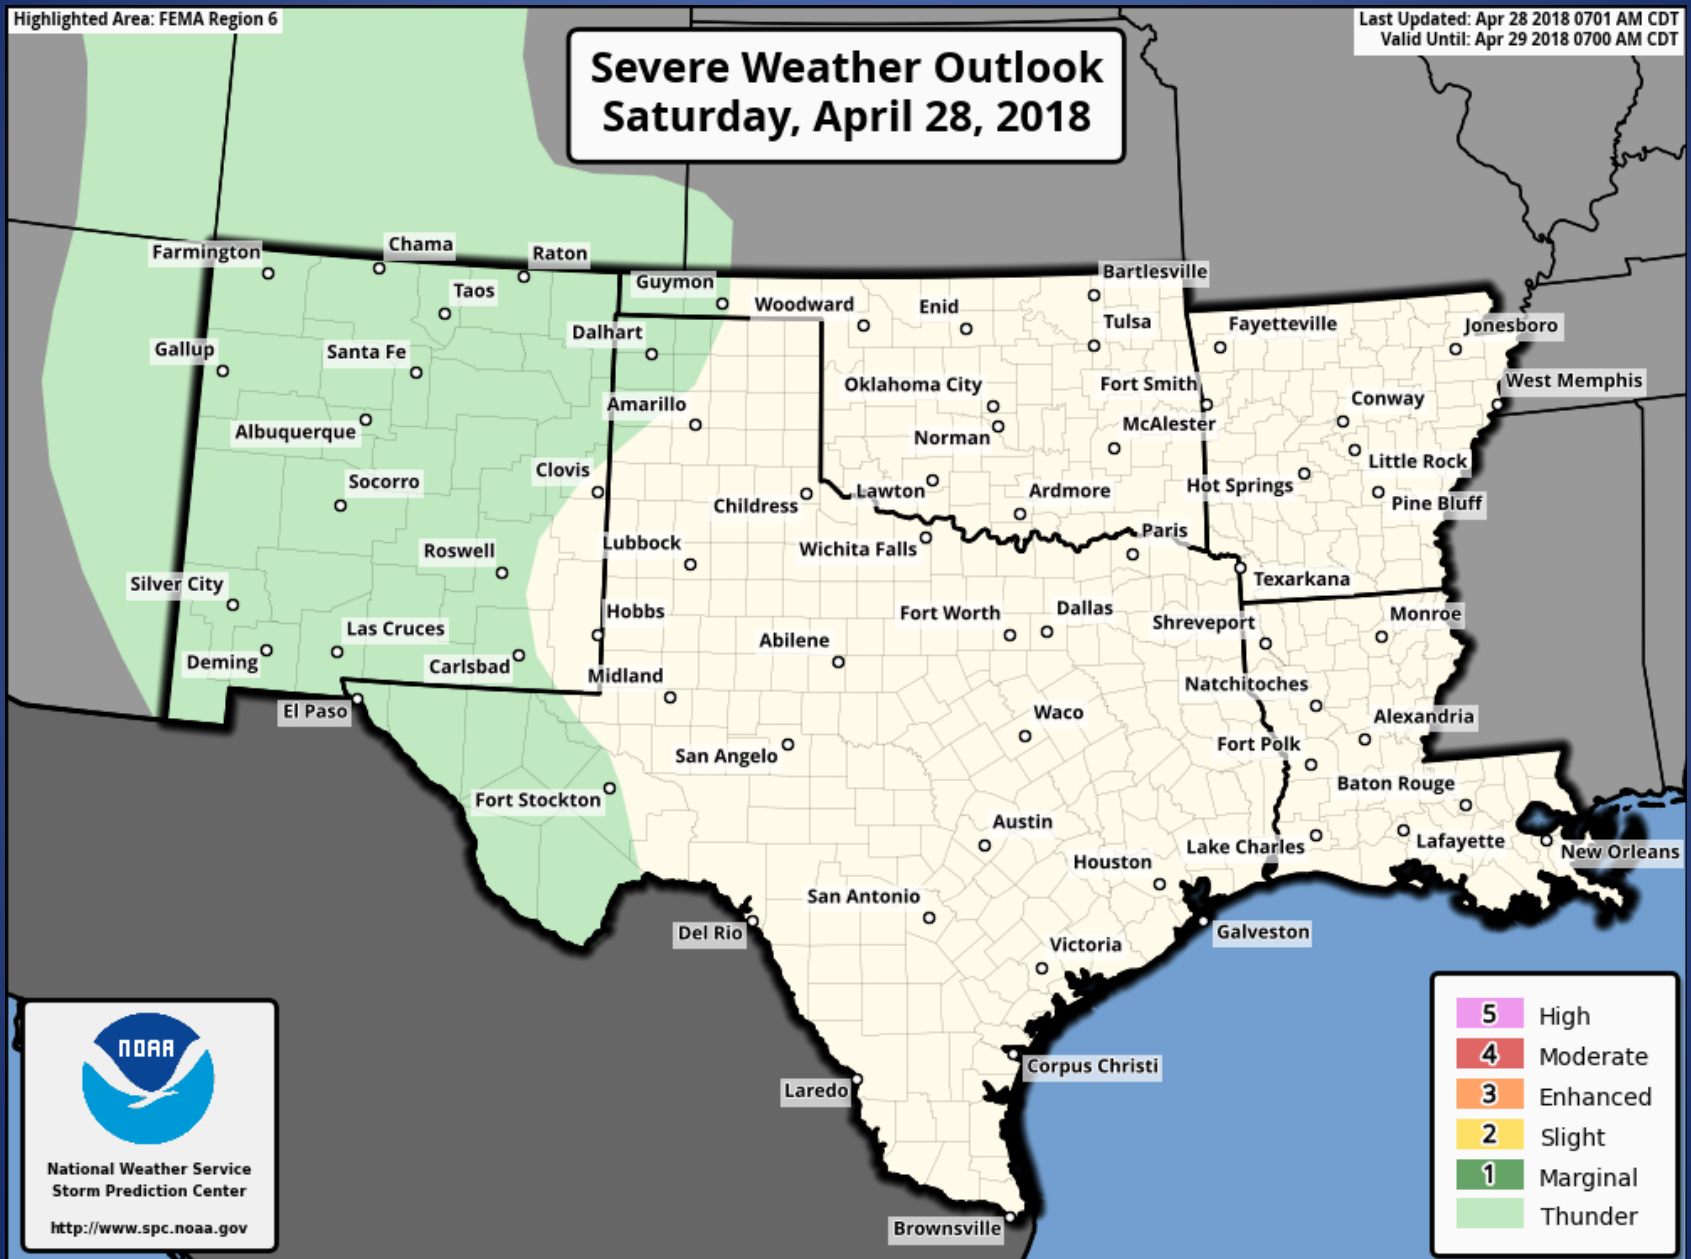 Highlighted Area: FEMA Region 6
Last Updated: Apr 28 2018 0701 AM CDT
Valid Until: Apr 29 2018 0700 AM CDT
Severe Weather Outlook
Saturday, April 28, 2018
Farmington
Chama
Raton
Guymon
Bartlesville
Taos
Woodward
Enid
Tulsa
Fayetteville
Jonesboro
Dalhart
Gallup
Santa Fe
Oklahoma City
Fort Smith
West Memphis
Amarillo
Conway
Albuquerque
Norman
McAlester
Clovis
Little Rock
Socorro
Childress
Lawton
Ardmore
Hot Springs
Pine Bluff
Roswell
Lubbock
Wichita Falls
Paris
Silver City
Texarkana
Hobbs
Fort Worth
Dallas
Shreveport
Monroe
Las Cruces
Abilene
Deming
Carlsbad
Midland
Natchitoches
El Paso
Waco
Alexandria
San Angelo
Fort Polk
Fort Stockton
Baton Rouge
Austin
Lake Charles
Lafayette
New Orleans
Houston
San Antonio
Del Rio
Victoria
Galveston
Corpus Christi
Laredo
Brownsville
NOAA
National Weather Service
Storm Prediction Center
http://www.spc.noaa.gov
5 High
4 Moderate
3 Enhanced
2 Slight
1 Marginal
Thunder